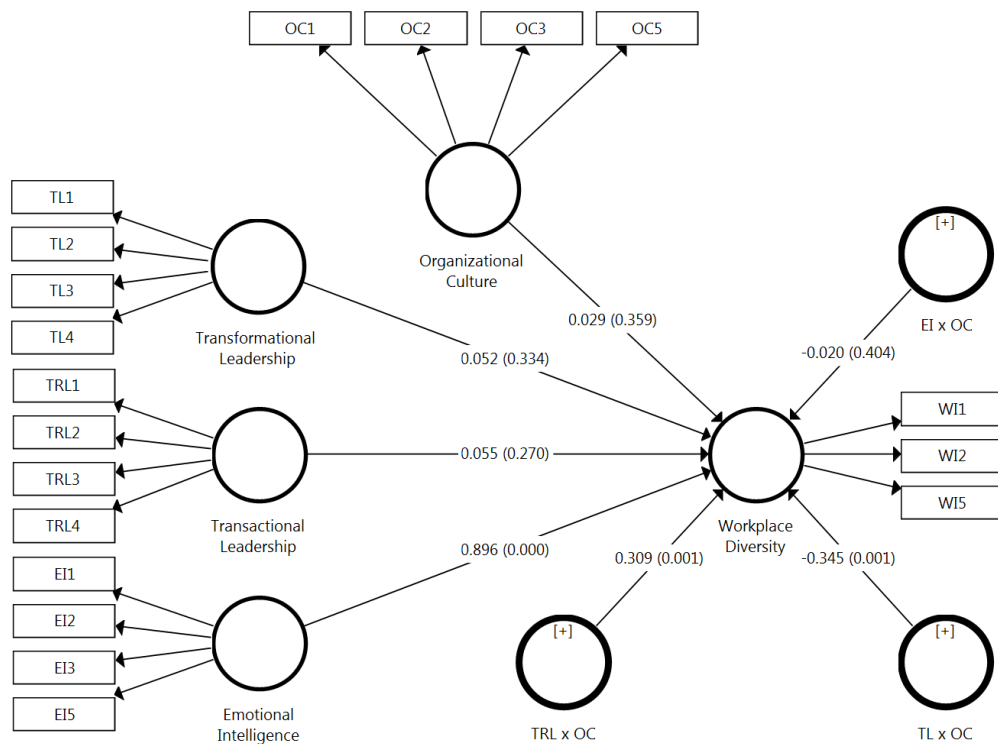 OC1
OC2
OC3
OC5
Organizational
Culture
TL1
TL2
TL3
TL4
Transformational
Leadership
[+]
EI x OC
0.029 (0.359)
0.052 (0.334)
-0.020 (0.404)
TRL1
TRL2
TRL3
TRL4
Transactional
Leadership
0.055 (0.270)
WI1
WI2
WI5
Workplace
Diversity
0.896 (0.000)
0.309 (0.001)
-0.345 (0.001)
EI1
EI2
EI3
EI5
Emotional
Intelligence
[+]
TRL x OC
[+]
TL x OC